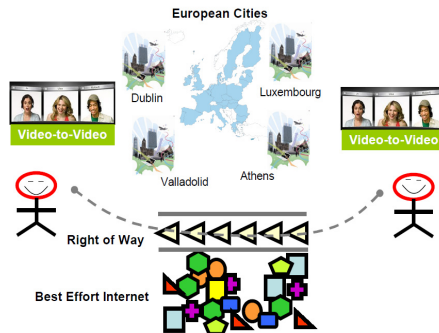 European Cities
Dublin
Luxembourg
Video-to-Video
Video-to-Video
Valladolid
Athens
Right of Way
Best Effort Internet